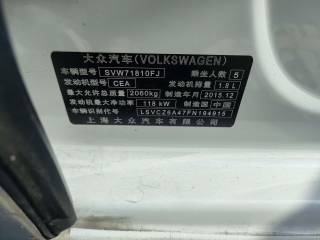 大众汽车(VOLKSWAGEN)
车辆型号 SVW71810FJ 乘坐人数 5
发动机型号 CEA 发动机排量 1.8 L
最大允许总质量 2060kg 制造年月 2015.12
发动机最大净功率 118 kW 制造国 中国
车辆识别代号 LSVCZ6A47FN194915
上海大众汽车有限公司